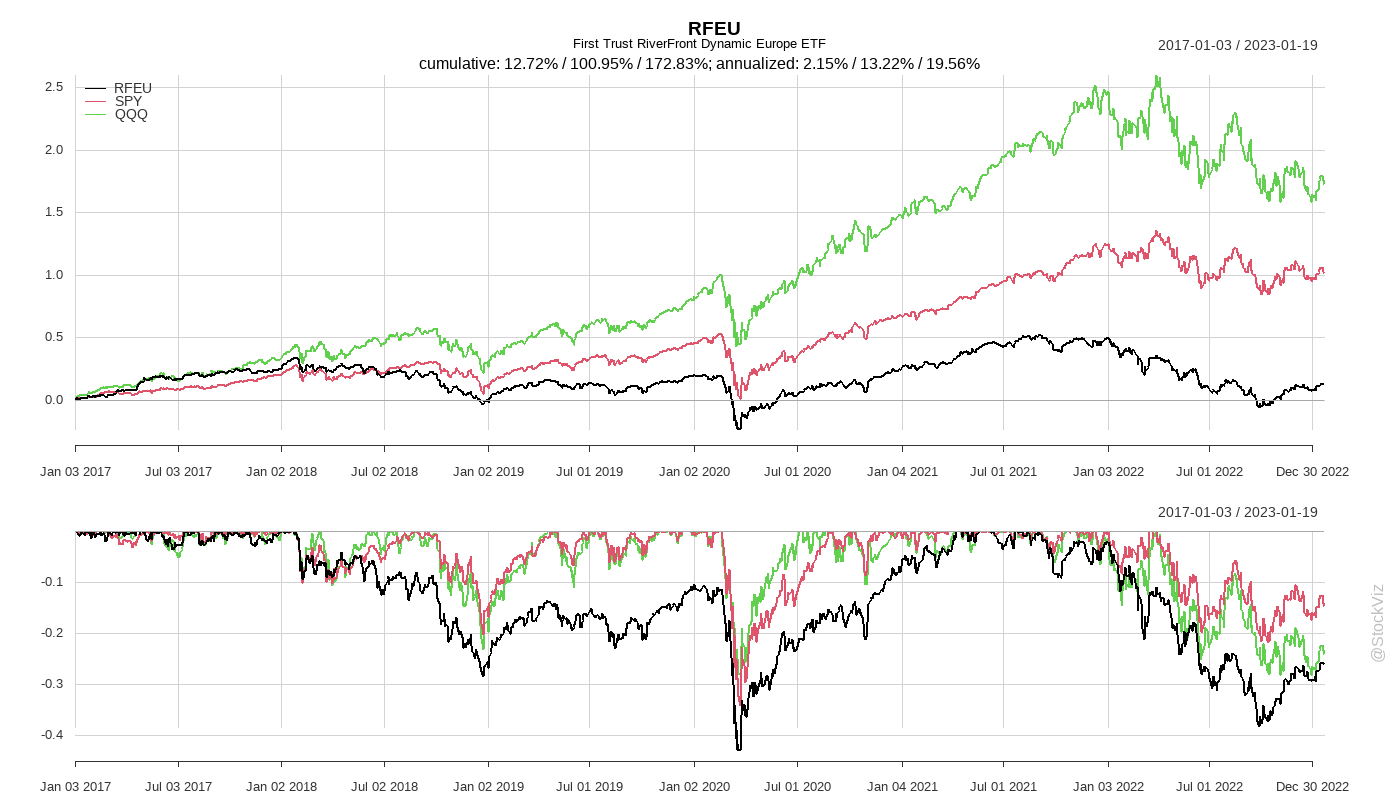 RFEU
First Trust RiverFront Dynamic Europe ETF
2017-01-03 / 2023-01-19
cumulative: 12.72% / 100.95% / 172.83%; annualized: 2.15% / 13.22% / 19.56%
RFEU
SPY
QQQ
2.5
2.0
1.5
1.0
0.5
0.0
Jan 03 2017 Jul 03 2017 Jan 02 2018 Jul 02 2018 Jan 02 2019 Jul 01 2019 Jan 02 2020 Jul 01 2020 Jan 04 2021 Jul 01 2021 Jan 03 2022 Jul 01 2022 Dec 30 2022
2017-01-03 / 2023-01-19
-0.1
-0.2
-0.3
-0.4
Jan 03 2017 Jul 03 2017 Jan 02 2018 Jul 02 2018 Jan 02 2019 Jul 01 2019 Jan 02 2020 Jul 01 2020 Jan 04 2021 Jul 01 2021 Jan 03 2022 Jul 01 2022 Dec 30 2022
@StockViz